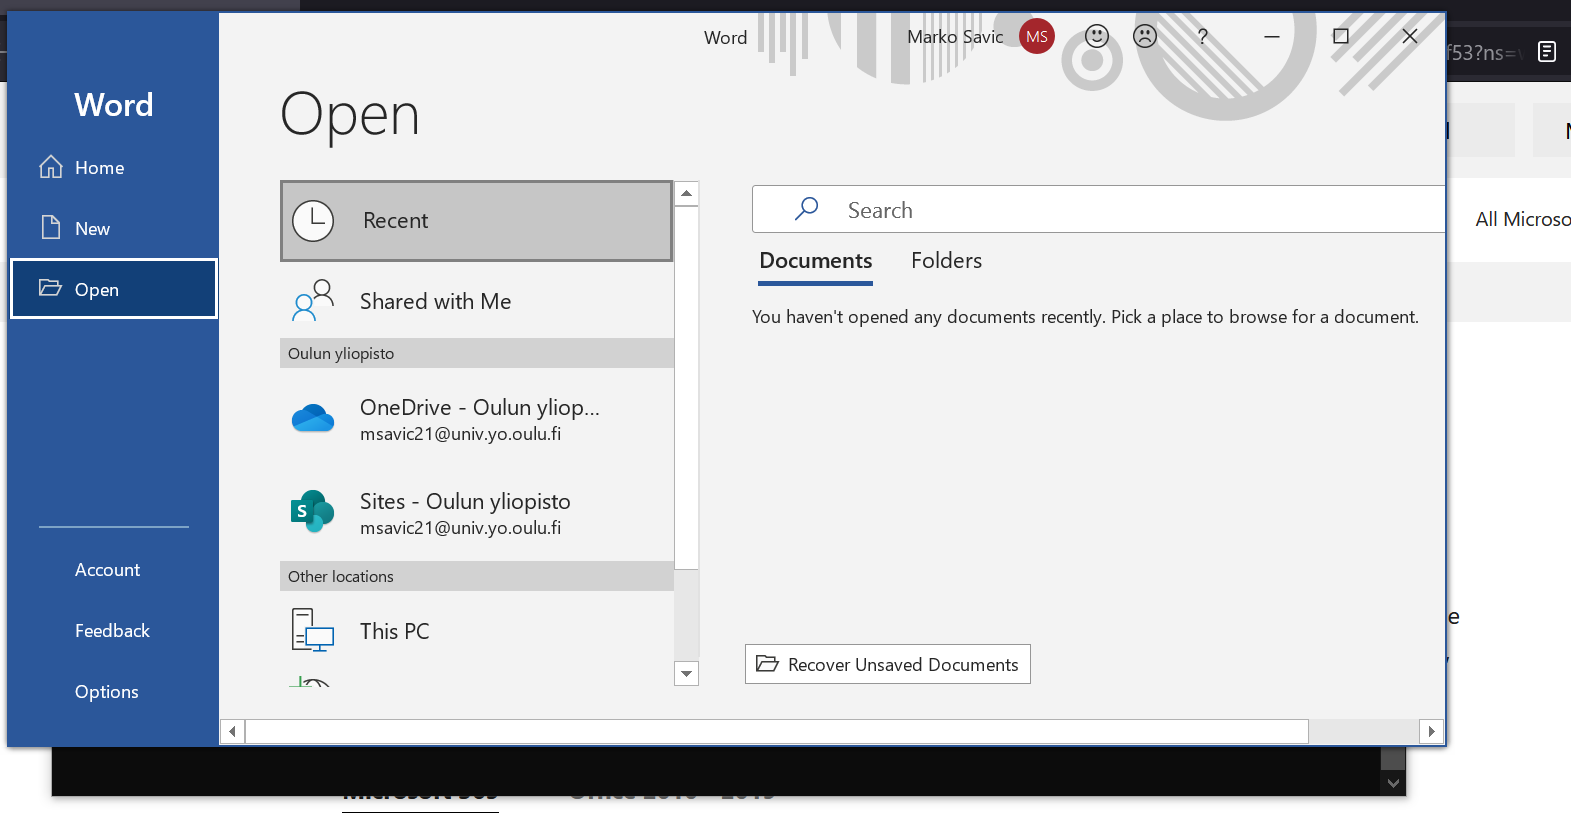 Word
Marko Savic
MS
?
f53?ns=
Word
Home
New
Open
Account
Feedback
Options
Open
Recent
Shared with Me
Oulun yliopisto
OneDrive - Oulun yliop...
msavic21@univ.yo.oulu.fi
S
Sites - Oulun yliopisto
msavic21@univ.yo.oulu.fi
Other locations
This PC
Search
Documents Folders
You haven't opened any documents recently. Pick a place to browse for a document.
Recover Unsaved Documents
All Microso
e
Microsoft 365